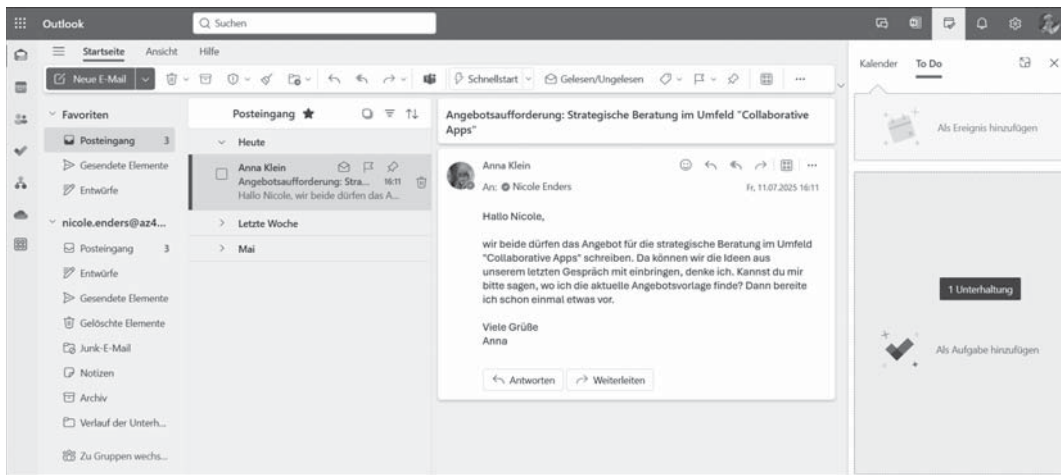 Outlook
Suchen
Startseite Ansicht Hilfe
Neue E-Mail
Schnellstart
Gelesen/Ungelesen
Favoriten
Posteingang 3
Gesendete Elemente
Entwürfe
nicole.enders@az4...
Posteingang 3
Entwürfe
Gesendete Elemente
Gelöschte Elemente
Junk-E-Mail
Notizen
Archiv
Verlauf der Unterh...
Zu Gruppen wechs...
Posteingang
Heute
Anna Klein
Angebotsaufforderung: Stra... 16:11
Hallo Nicole, wir beide dürfen das A...
Letzte Woche
Mai
Angebotsaufforderung: Strategische Beratung im Umfeld "Collaborative
Apps"
Anna Klein
An: Nicole Enders
Fr, 11.07.2025 16:11
Hallo Nicole,
wir beide dürfen das Angebot für die strategische Beratung im Umfeld
"Collaborative Apps" schreiben. Da können wir die Ideen aus
unserem letzten Gespräch mit einbringen, denke ich. Kannst du mir
bitte sagen, wo ich die aktuelle Angebotsvorlage finde? Dann bereite
ich schon einmal etwas vor.
Viele Grüße
Anna
Antworten Weiterleiten
Kalender To Do
Als Ereignis hinzufügen
1 Unterhaltung
Als Aufgabe hinzufügen